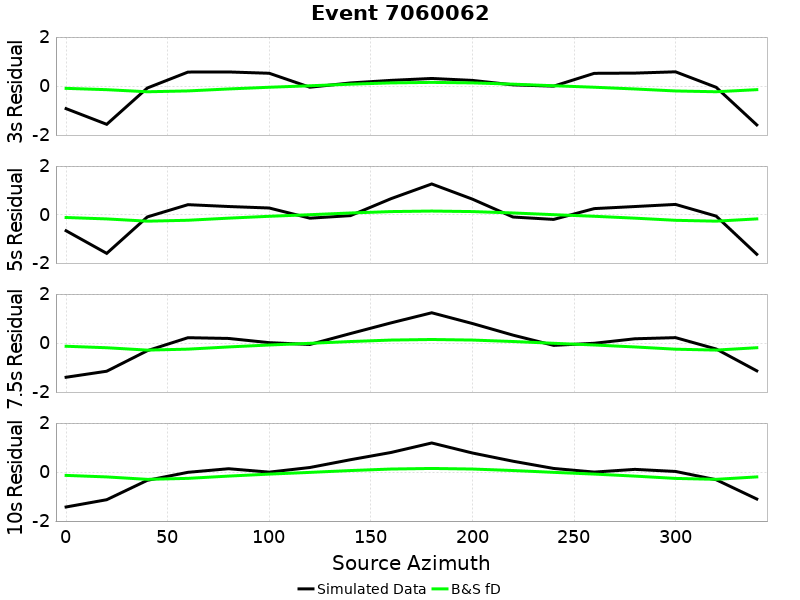 Event 7060062
3s Residual
2
0
-2
5s Residual
2
0
-2
7.5s Residual
2
0
-2
10s Residual
2
0
-2
0 50 100 150 200 250 300
Source Azimuth
Simulated Data B&S fD